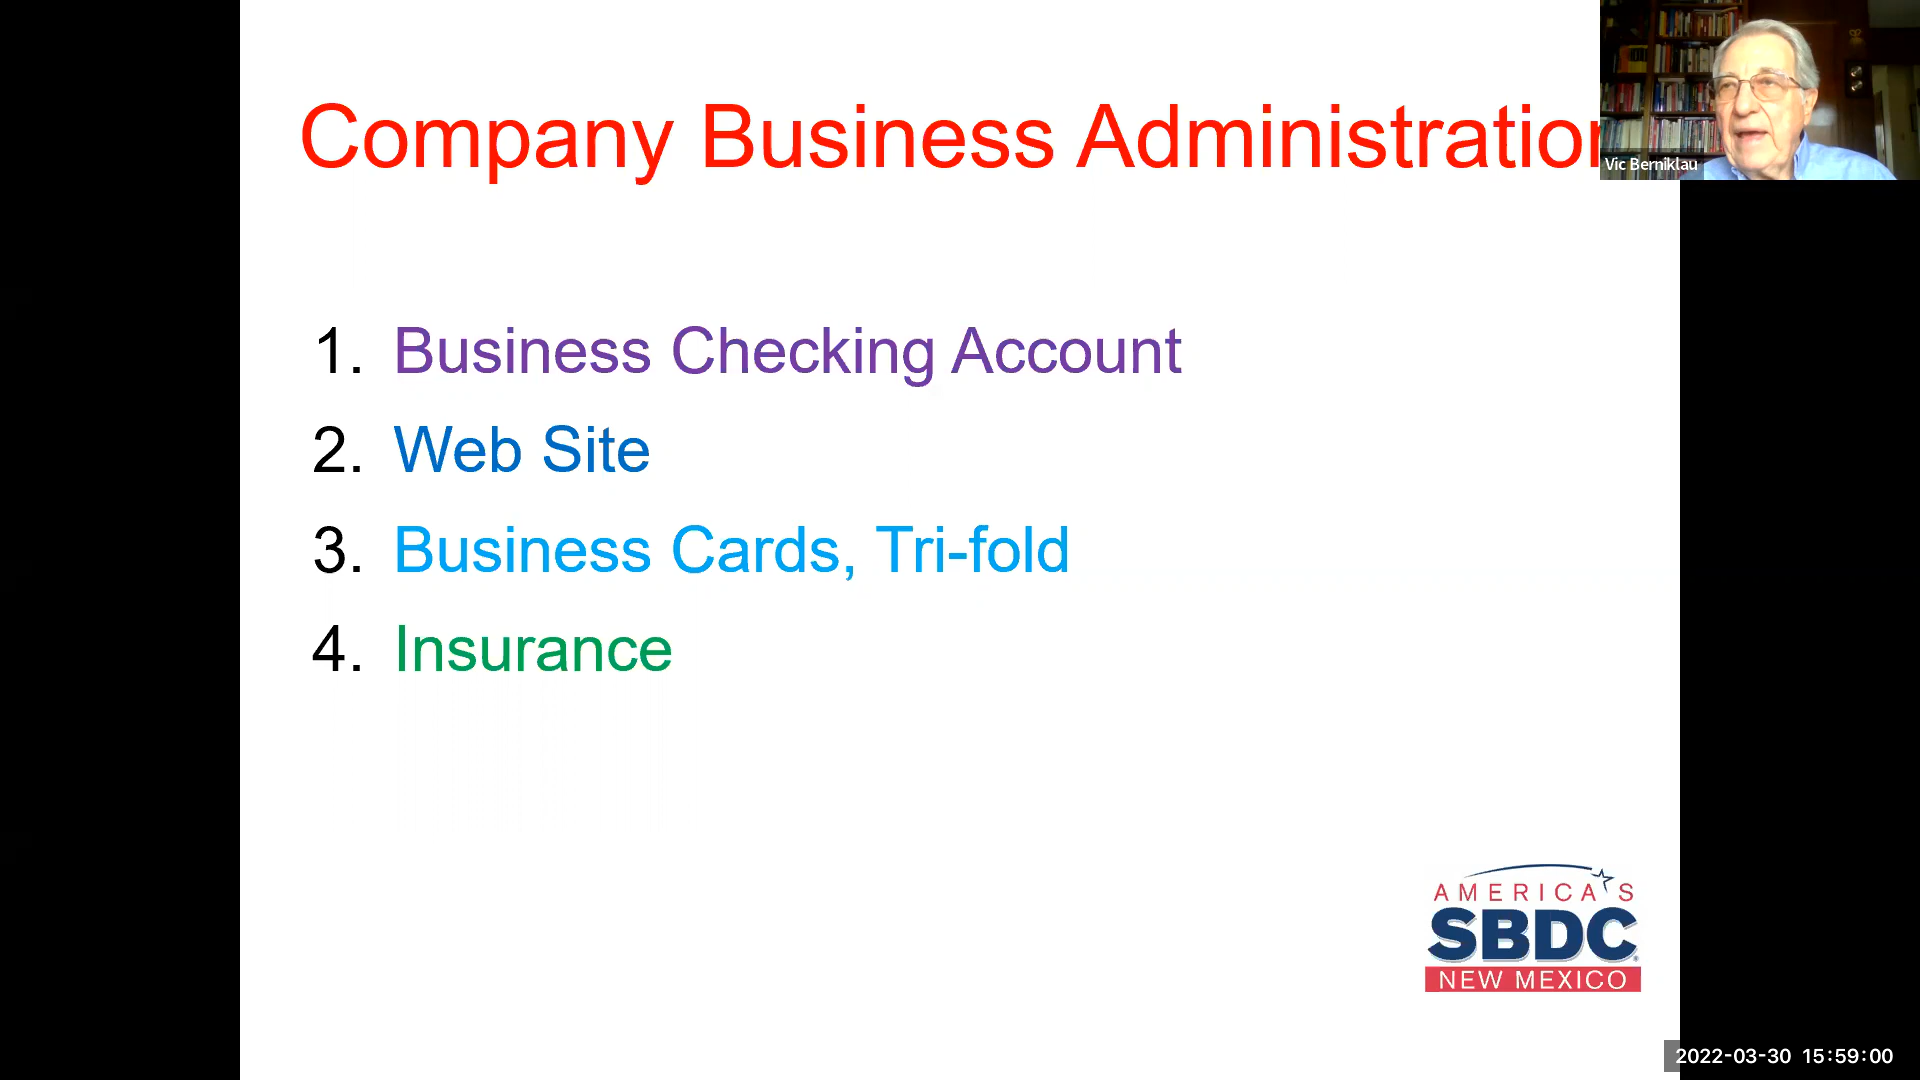 Company Business Administration
Vic Berniklau
1. Business Checking Account
2. Web Site
3. Business Cards, Tri-fold
4. Insurance
AMERICA'S
SBDC
NEW MEXICO
2022-03-30 15:59:00